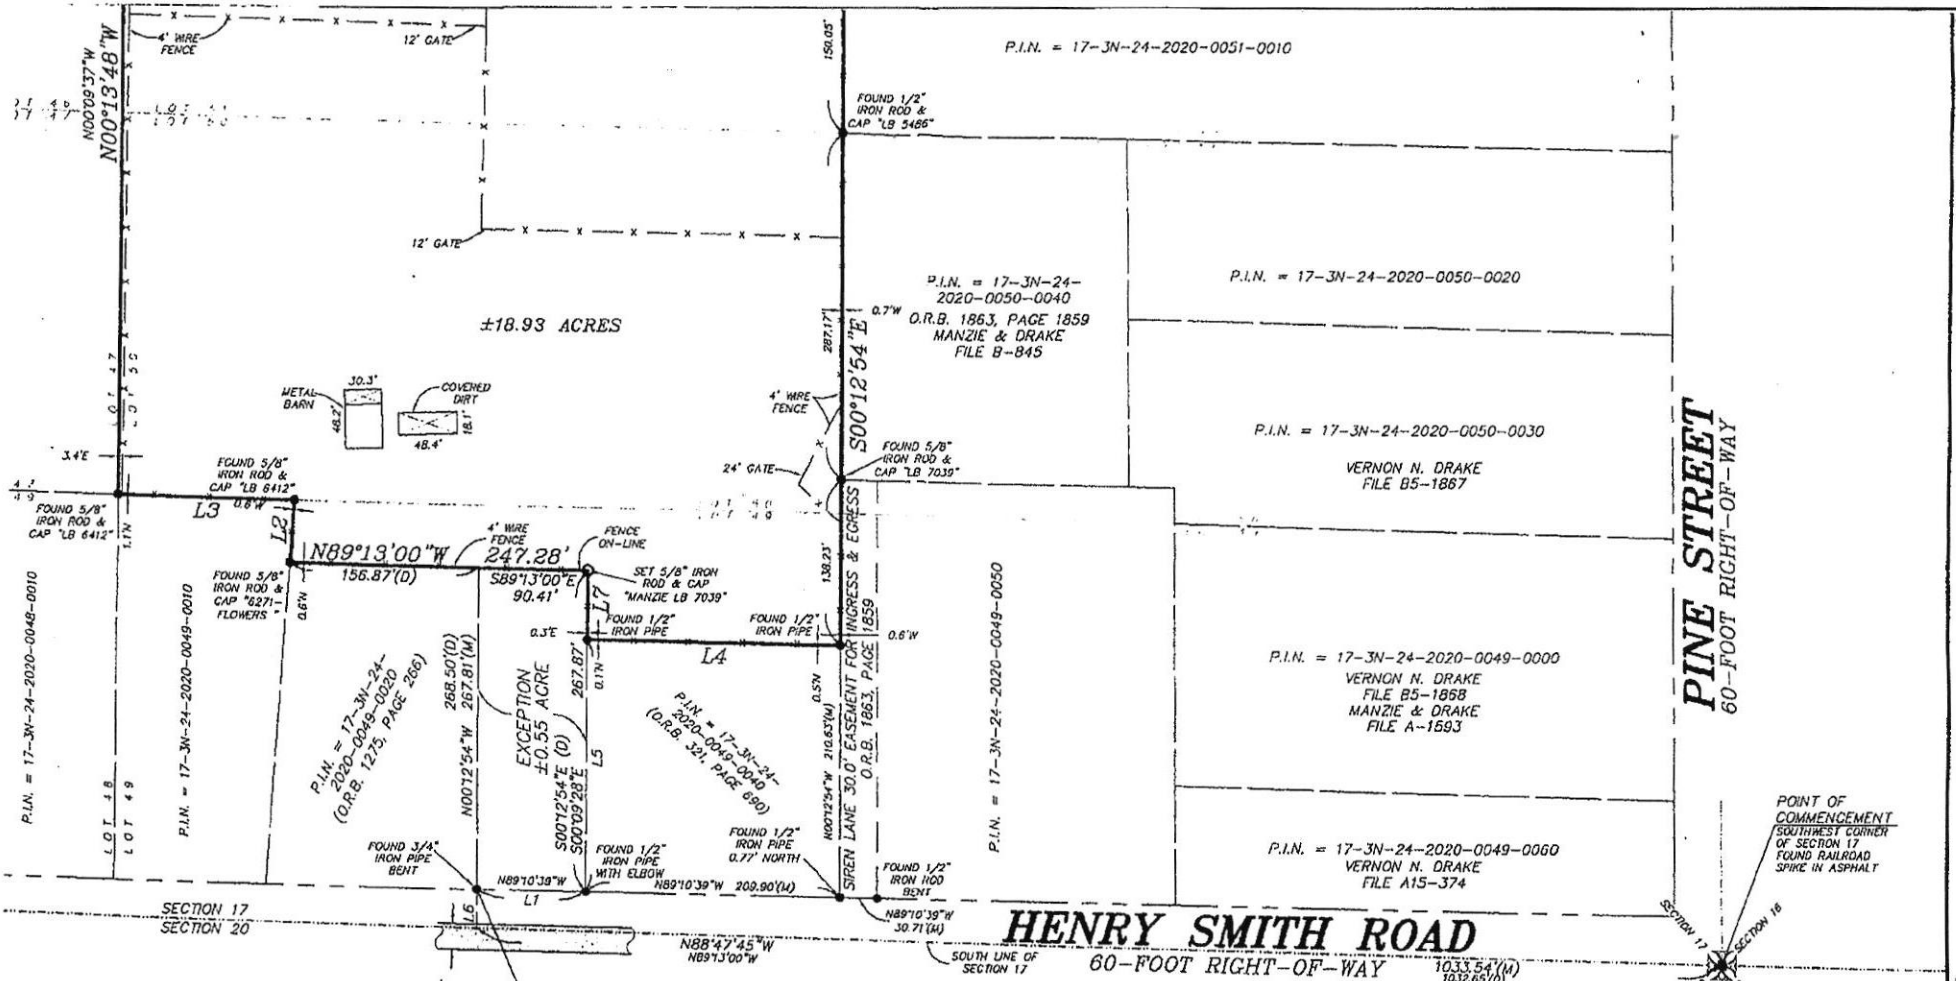 N00°09'37"W
N00°13'48"W
4' WIRE
FENCE
12' GATE
150.05'
P.I.N. = 17-3N-24-2020-0051-0010
FOUND 1/2"
IRON ROD &
CAP "LB 5486"
12' GATE
±18.93 ACRES
P.I.N. = 17-3N-24-
2020-0050-0040
O.R.B. 1863, PAGE 1859
MANZIE & DRAKE
FILE B-845
0.7'W
287.17'
S00°12'54"E
P.I.N. = 17-3N-24-2020-0050-0020
LOT 47
METAL
BARN
30.3'
48.2'
COVERED
DIRT
48.4'
18.1'
4' WIRE
FENCE
24' GATE
FOUND 5/8"
IRON ROD &
CAP "LB 7039"
P.I.N. = 17-3N-24-2020-0050-0030
VERNON N. DRAKE
FILE B5-1867
PINE STREET
60-FOOT RIGHT-OF-WAY
3.4'E
FOUND 5/8"
IRON ROD &
CAP "LB 6412"
0.6'W
L3
L2
FOUND 5/8"
IRON ROD &
CAP "LB 6412"
1.1'N
N89°13'00"W 247.28'
156.87'(D)
S89°13'00"E
90.41'
4' WIRE
FENCE
FENCE
ON-LINE
SET 5/8" IRON
ROD & CAP
"MANZIE LB 7039"
FOUND 5/8"
IRON ROD &
CAP "6271-
FLOWERS"
0.6'N
L7
0.3'E
FOUND 1/2"
IRON PIPE
FOUND 1/2"
IRON PIPE
138.23'
0.6'W
L4
0.1'N
0.5'N
P.I.N. = 17-3N-24-2020-0048-0010
LOT 48
LOT 49
P.I.N. = 17-3N-24-2020-0049-0010
P.I.N. = 17-3N-24-
2020-0049-0020
(O.R.B. 1275, PAGE 266)
268.50'(D)
N00°12'54"W 267.81'(M)
EXCEPTION
±0.55 ACRE
267.87'
S00°12'54"E (D)
S00°09'28"E
L5
P.I.N. = 17-3N-24-
2020-0049-0040
(O.R.B. 321, PAGE 690)
N00°12'54"W 210.63'(M)
SIREN LANE 30.0' EASEMENT FOR INGRESS & EGRESS
O.R.B. 1863, PAGE 1859
P.I.N. = 17-3N-24-2020-0049-0050
P.I.N. = 17-3N-24-2020-0049-0000
VERNON N. DRAKE
FILE B5-1868
MANZIE & DRAKE
FILE A-1593
P.I.N. = 17-3N-24-2020-0049-0060
VERNON N. DRAKE
FILE A15-374
POINT OF
COMMENCEMENT
SOUTHWEST CORNER
OF SECTION 17
FOUND RAILROAD
SPIKE IN ASPHALT
FOUND 3/4"
IRON PIPE
BENT
N89°10'39"W
L1
FOUND 1/2"
IRON PIPE
WITH ELBOW
FOUND 1/2"
IRON PIPE
0.77' NORTH
N89°10'39"W 209.90'(M)
FOUND 1/2"
IRON ROD
BENT
N89°10'39"W
30.71'(M)
L6
SECTION 17
SECTION 20
N88°47'45"W
N89°13'00"W
SOUTH LINE OF
SECTION 17
HENRY SMITH ROAD
60-FOOT RIGHT-OF-WAY
1033.54'(M)
1032.65'(D)
SECTION 17
SECTION 16